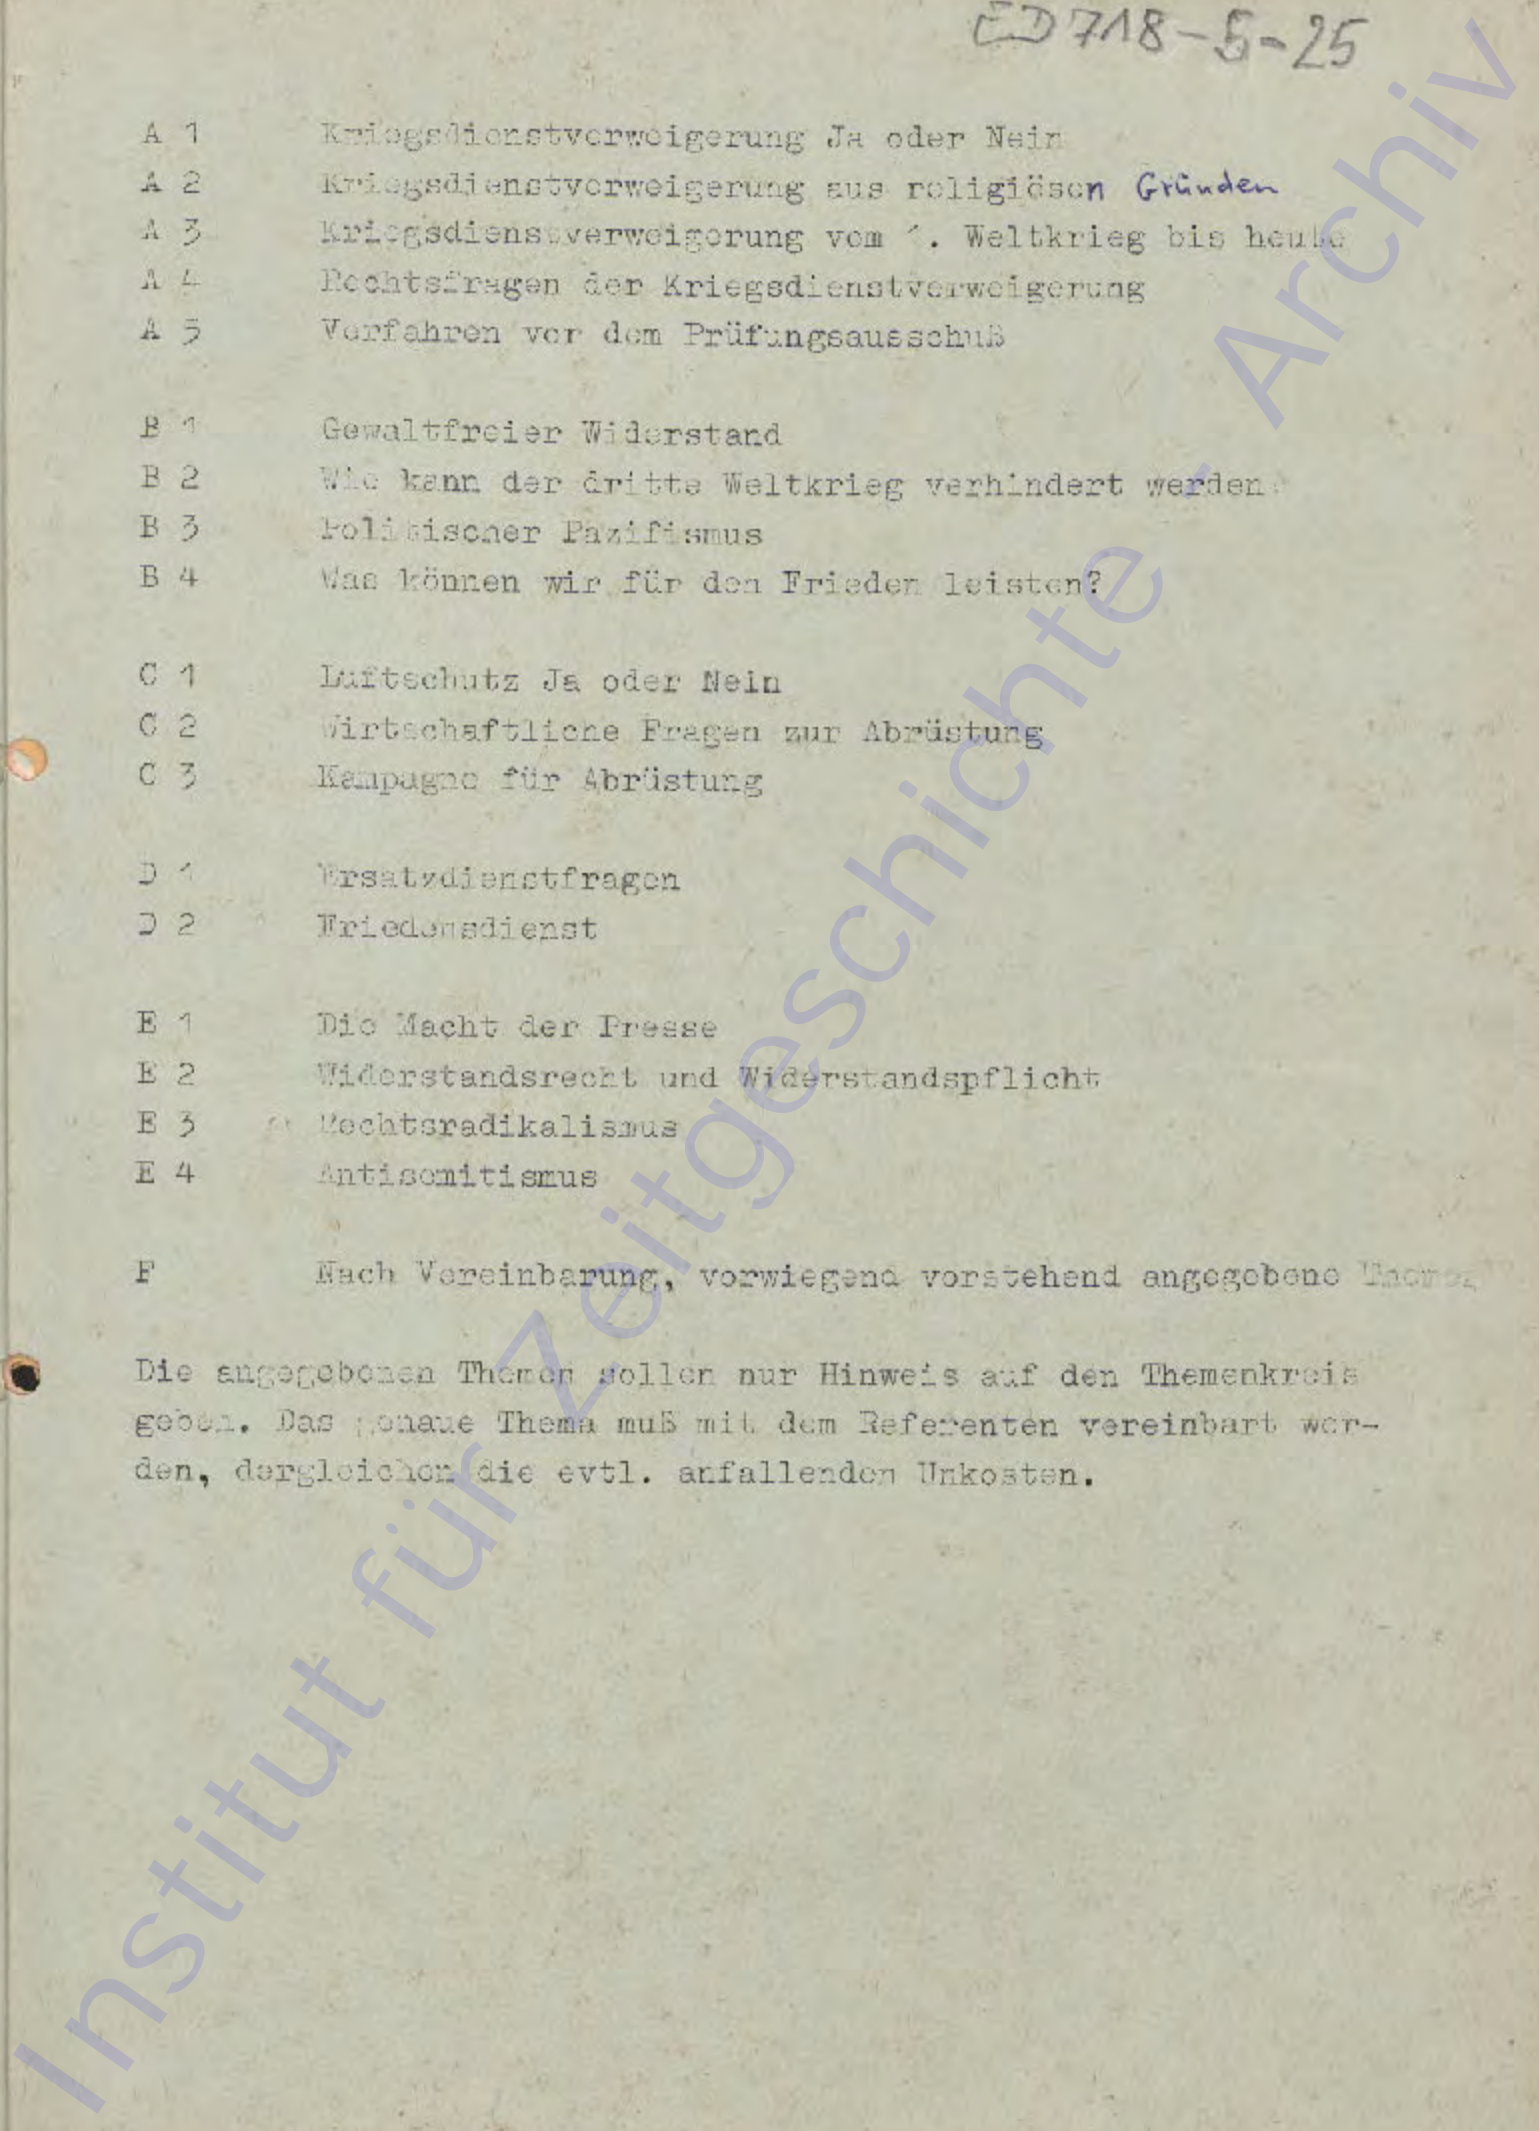 ED 718-5-25
A 1 Kriegsdienstverweigerung Ja oder Nein
A 2 Kriegsdienstverweigerung aus religiösen Gründen
A 3 Kriegsdienstverweigerung vom 1. Weltkrieg bis heute
A 4 Rechtsfragen der Kriegsdienstverweigerung
A 5 Verfahren vor dem Prüfungsausschuß
B 1 Gewaltfreier Widerstand
B 2 Wie kann der dritte Weltkrieg verhindert werden
B 3 Politischer Pazifismus
B 4 Was können wir für den Frieden leisten?
C 1 Luftschutz Ja oder Nein
C 2 Wirtschaftliche Fragen zur Abrüstung
C 3 Kampagne für Abrüstung
D 1 Ersatzdienstfragen
D 2 Friedensdienst
E 1 Die Macht der Presse
E 2 Widerstandsrecht und Widerstandspflicht
E 3 Rechtsradikalismus
E 4 Antisemitismus
F Nach Vereinbarung, vorwiegend vorstehend angegebene Themen
Die angegebenen Themen sollen nur Hinweis auf den Themenkreis
geben. Das genaue Thema muß mit dem Referenten vereinbart wer-
den, dergleichen die evtl. anfallenden Unkosten.
Institut für Zeitgeschichte - Archiv